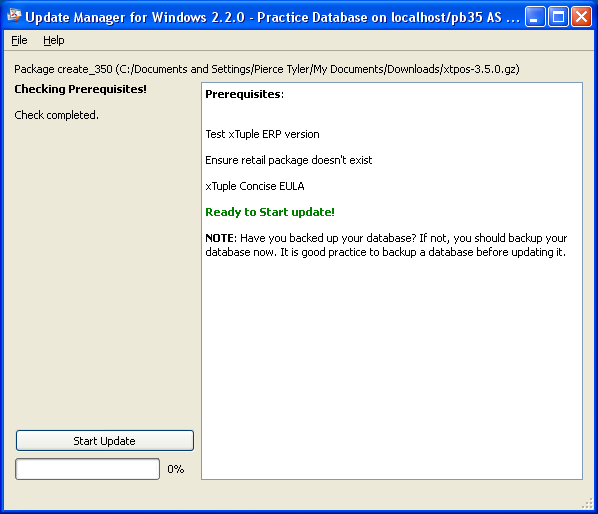 Update Manager for Windows 2.2.0 - Practice Database on localhost/pb35 AS ...
File Help
Package create_350 (C:/Documents and Settings/Pierce Tyler/My Documents/Downloads/xtpos-3.5.0.gz)
Checking Prerequisites!
Check completed.
Prerequisites:
Test xTuple ERP version
Ensure retail package doesn't exist
xTuple Concise EULA
Ready to Start update!
NOTE: Have you backed up your database? If not, you should backup your
database now. It is good practice to backup a database before updating it.
Start Update
0%